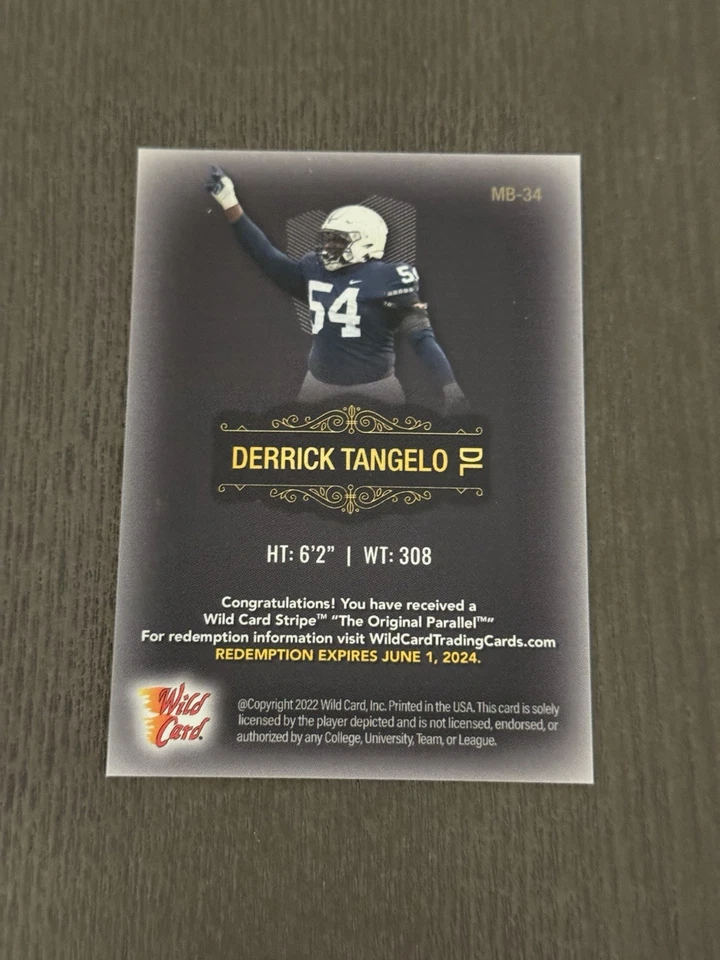 MB-34
54
54
DERRICK TANGELO DL
HT: 6'2" | WT: 308
Congratulations! You have received a
Wild Card Stripe™ "The Original Parallel™"
For redemption information visit WildCardTradingCards.com
REDEMPTION EXPIRES JUNE 1, 2024.
Wild
Card.
@Copyright 2022 Wild Card, Inc. Printed in the USA. This card is solely
licensed by the player depicted and is not licensed, endorsed, or
authorized by any College, University, Team, or League.